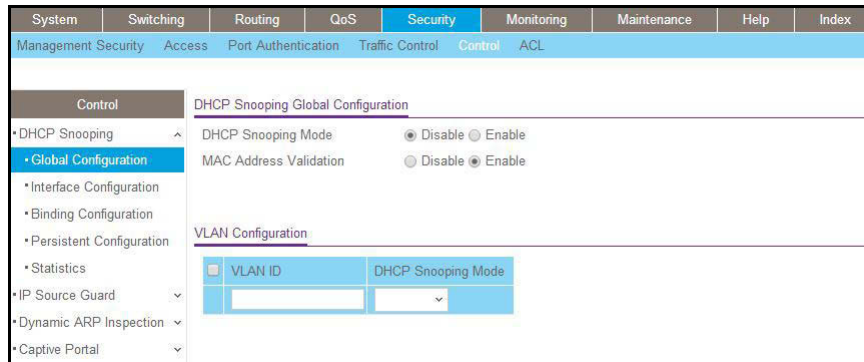 System Switching Routing QoS Security Monitoring Maintenance Help Index
Management Security Access Port Authentication Traffic Control Control ACL
Control
DHCP Snooping
Global Configuration
Interface Configuration
Binding Configuration
Persistent Configuration
Statistics
IP Source Guard
Dynamic ARP Inspection
Captive Portal
DHCP Snooping Global Configuration
DHCP Snooping Mode Disable Enable
MAC Address Validation Disable Enable
VLAN Configuration
VLAN ID DHCP Snooping Mode